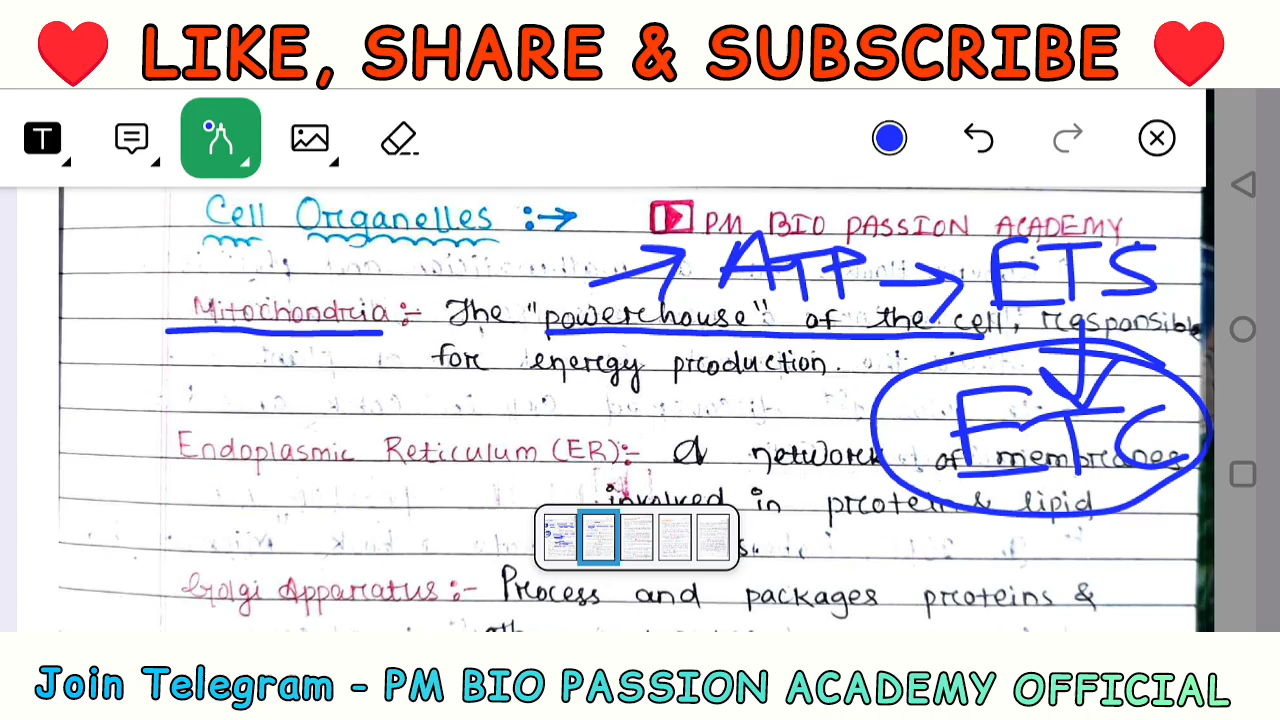 ❤ LIKE, SHARE & SUBSCRIBE ❤
T
Cell Organelles :→ PM BIO PASSION ACADEMY
→ ATP → ETS
Mitochondria :- The "powerhouse" of the cell, responsible
for energy production.
ETC
Endoplasmic Reticulum (ER):- A network of membranes
involved in protein & lipid
Golgi Apparatus :- Process and packages proteins &
Join Telegram - PM BIO PASSION ACADEMY OFFICIAL